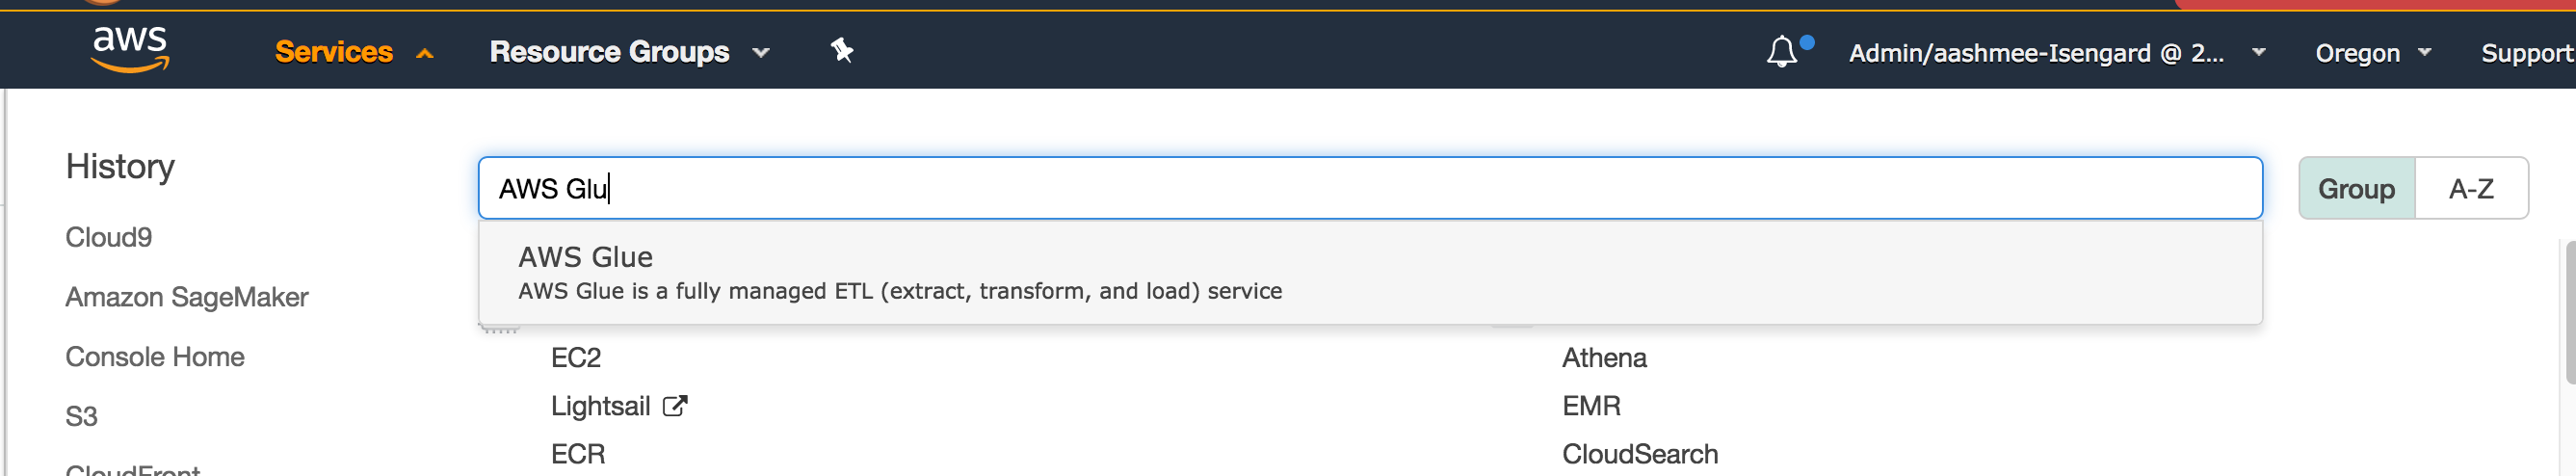 aws
Services
Resource Groups
Admin/aashmee-Isengard @ 2...
Oregon
Support
History
AWS Glu
Group
A-Z
Cloud9
AWS Glue
AWS Glue is a fully managed ETL (extract, transform, and load) service
Amazon SageMaker
Console Home
EC2
Athena
Lightsail
EMR
S3
ECR
CloudSearch
CloudFront